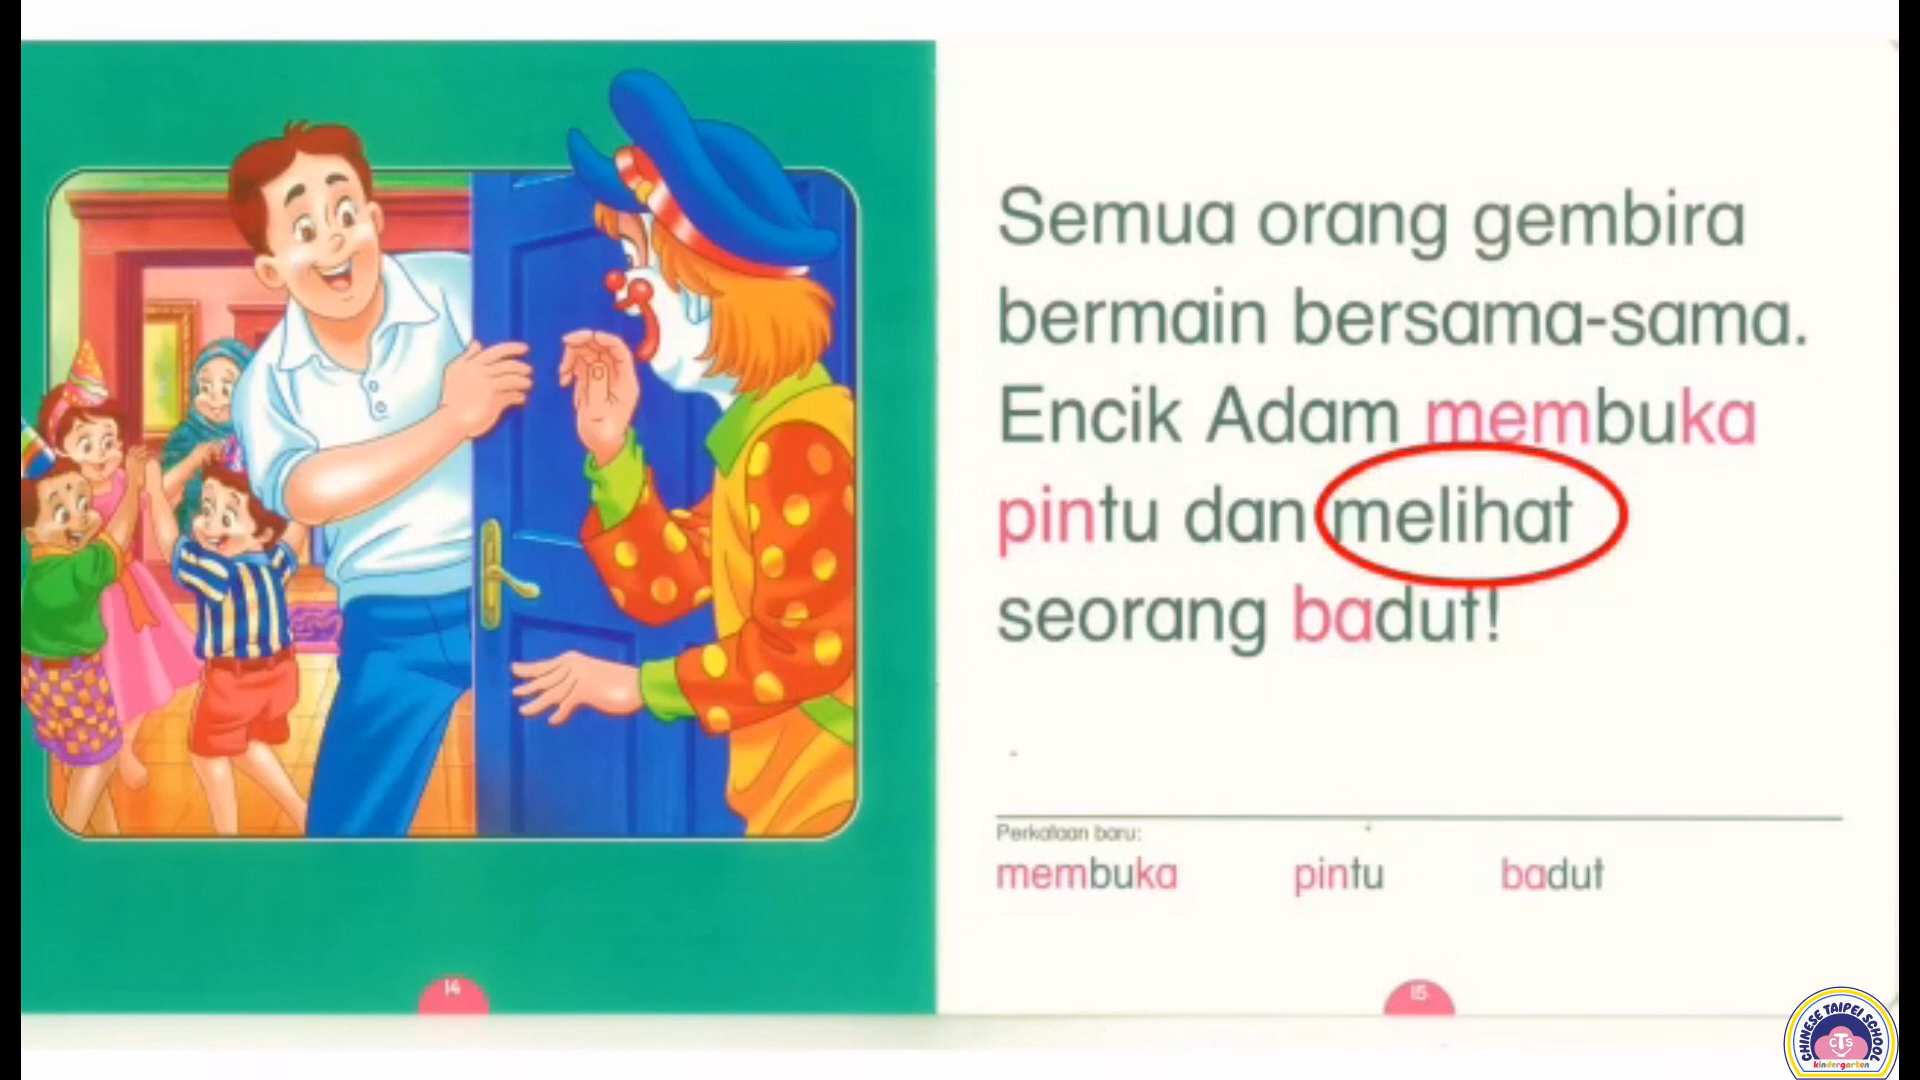 Semua orang gembira
bermain bersama-sama.
Encik Adam membuka
pintu dan melihat
seorang badut!
Perkataan baru:
membuka pintu badut
14
15
CHINESE TAIPEI SCHOOL
CTS
kindergarten